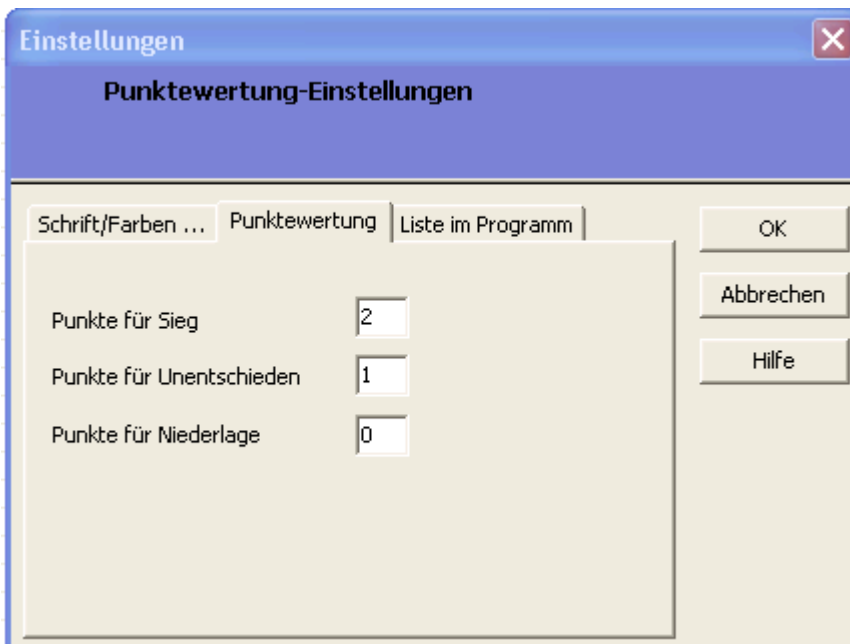 Einstellungen
Punktewertung-Einstellungen
Schrift/Farben ... Punktewertung Liste im Programm
OK
Abbrechen
Hilfe
Punkte für Sieg 2
Punkte für Unentschieden 1
Punkte für Niederlage 0